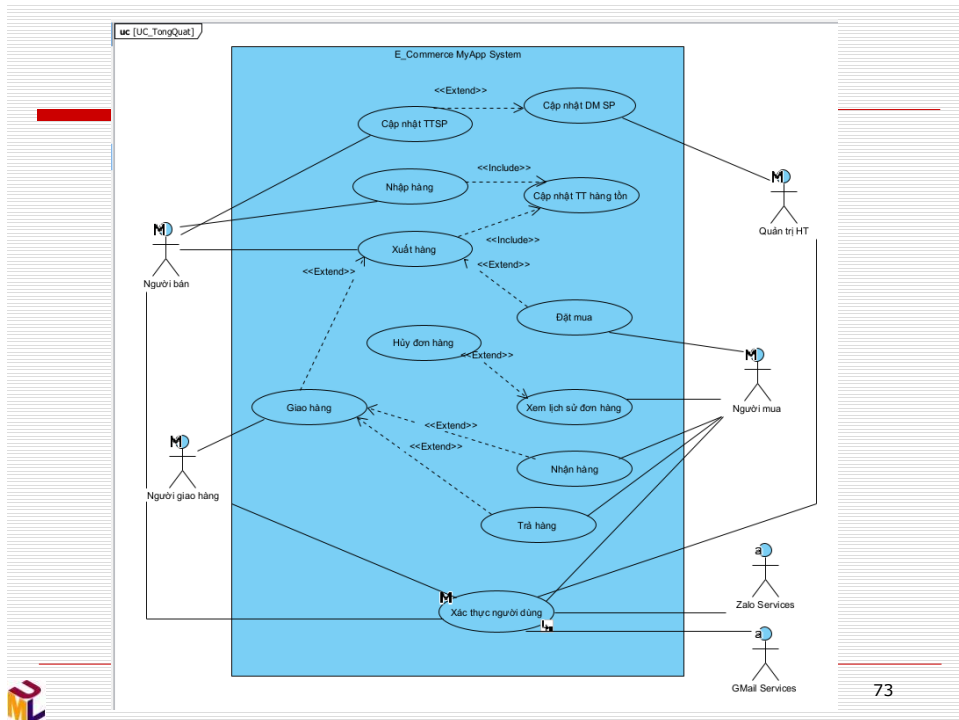 uc [UC_TongQuat]
E_Commerce MyApp System
<<Extend>>
Cập nhật DM SP
Cập nhật TTSP
<<Include>>
Nhập hàng
Cập nhật TT hàng tồn
Quản trị HT
<<Include>>
Xuất hàng
<<Extend>>
<<Extend>>
Người bán
Đặt mua
Hủy đơn hàng
<<Extend>>
Giao hàng
Xem lịch sử đơn hàng
Người mua
<<Extend>>
<<Extend>>
Nhận hàng
Người giao hàng
Trả hàng
Zalo Services
Xác thực người dùng
GMail Services
73
UML